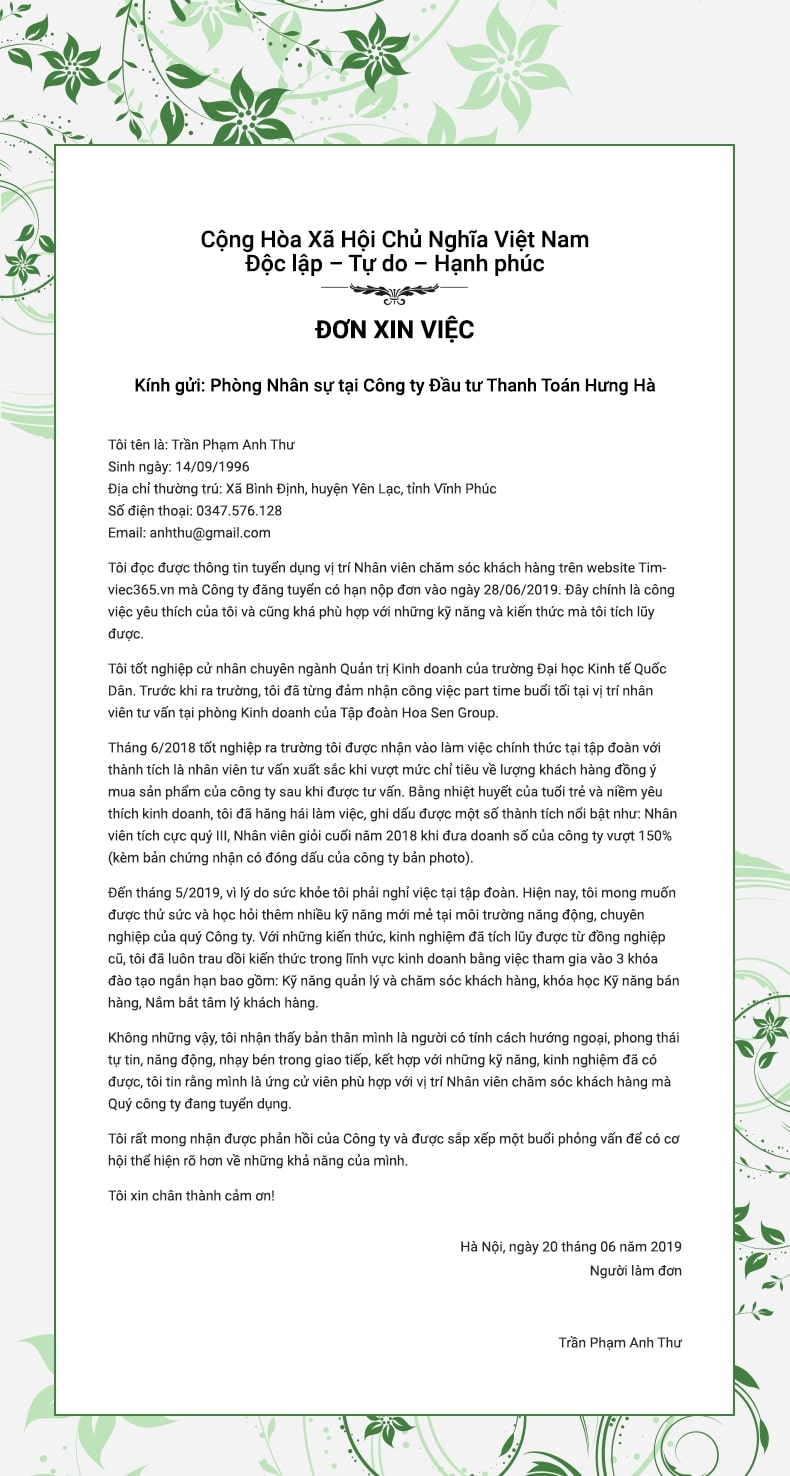 Cộng Hòa Xã Hội Chủ Nghĩa Việt Nam
Độc lập – Tự do – Hạnh phúc
ĐƠN XIN VIỆC
Kính gửi: Phòng Nhân sự tại Công ty Đầu tư Thanh Toán Hưng Hà
Tôi tên là: Trần Phạm Anh Thư
Sinh ngày: 14/09/1996
Địa chỉ thường trú: Xã Bình Định, huyện Yên Lạc, tỉnh Vĩnh Phúc
Số điện thoại: 0347.576.128
Email: anhthu@gmail.com
Tôi đọc được thông tin tuyển dụng vị trí Nhân viên chăm sóc khách hàng trên website Tim-
viec365.vn mà Công ty đăng tuyển có hạn nộp đơn vào ngày 28/06/2019. Đây chính là công
việc yêu thích của tôi và cũng khá phù hợp với những kỹ năng và kiến thức mà tôi tích lũy
được.
Tôi tốt nghiệp cử nhân chuyên ngành Quản trị Kinh doanh của trường Đại học Kinh tế Quốc
Dân. Trước khi ra trường, tôi đã từng đảm nhận công việc part time buổi tối tại vị trí nhân
viên tư vấn tại phòng Kinh doanh của Tập đoàn Hoa Sen Group.
Tháng 6/2018 tốt nghiệp ra trường tôi được nhận vào làm việc chính thức tại tập đoàn với
thành tích là nhân viên tư vấn xuất sắc khi vượt mức chỉ tiêu về lượng khách hàng đồng ý
mua sản phẩm của công ty sau khi được tư vấn. Bằng nhiệt huyết của tuổi trẻ và niềm yêu
thích kinh doanh, tôi đã hăng hái làm việc, ghi dấu được một số thành tích nổi bật như: Nhân
viên tích cực quý III, Nhân viên giỏi cuối năm 2018 khi đưa doanh số của công ty vượt 150%
(kèm bản chứng nhận có đóng dấu của công ty bản photo).
Đến tháng 5/2019, vì lý do sức khỏe tôi phải nghỉ việc tại tập đoàn. Hiện nay, tôi mong muốn
được thử sức và học hỏi thêm nhiều kỹ năng mới mẻ tại môi trường năng động, chuyên
nghiệp của quý Công ty. Với những kiến thức, kinh nghiệm đã tích lũy được từ đồng nghiệp
cũ, tôi đã luôn trau dồi kiến thức trong lĩnh vực kinh doanh bằng việc tham gia vào 3 khóa
đào tạo ngắn hạn bao gồm: Kỹ năng quản lý và chăm sóc khách hàng, khóa học Kỹ năng bán
hàng, Nắm bắt tâm lý khách hàng.
Không những vậy, tôi nhận thấy bản thân mình là người có tính cách hướng ngoại, phong thái
tự tin, năng động, nhạy bén trong giao tiếp, kết hợp với những kỹ năng, kinh nghiệm đã có
được, tôi tin rằng mình là ứng cử viên phù hợp với vị trí Nhân viên chăm sóc khách hàng mà
Quý công ty đang tuyển dụng.
Tôi rất mong nhận được phản hồi của Công ty và được sắp xếp một buổi phỏng vấn để có cơ
hội thể hiện rõ hơn về những khả năng của mình.
Tôi xin chân thành cảm ơn!
Hà Nội, ngày 20 tháng 06 năm 2019
Người làm đơn
Trần Phạm Anh Thư